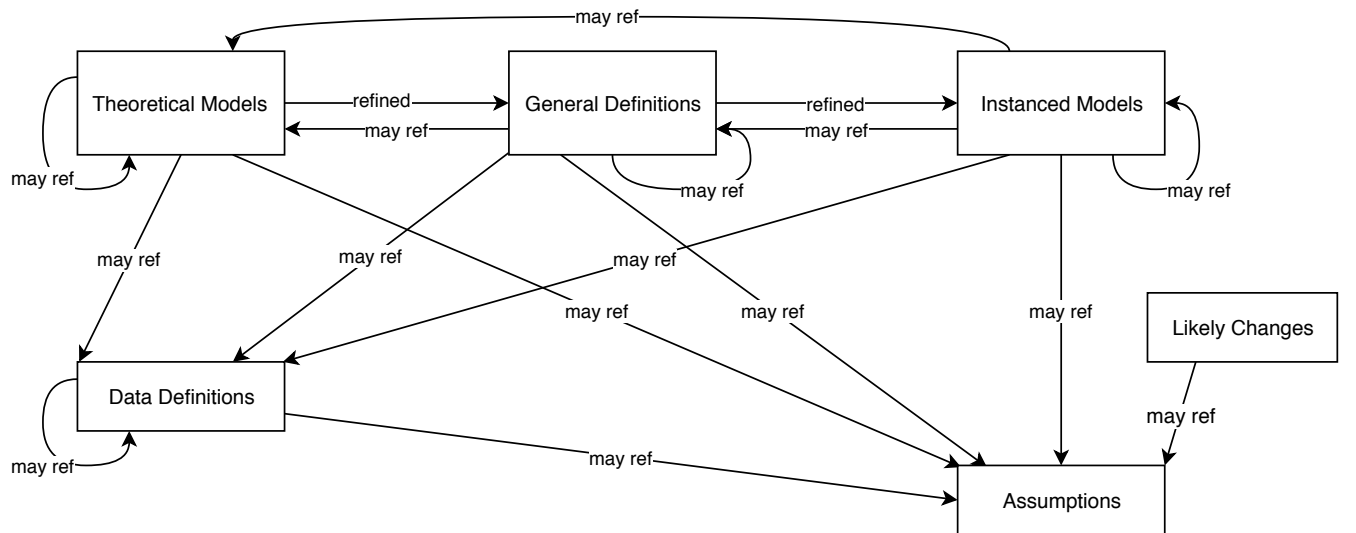 may ref
Theoretical Models
refined
General Definitions
refined
Instanced Models
may ref
may ref
may ref
may ref
may ref
may ref
may ref
may ref
may ref
may ref
may ref
may ref
Likely Changes
Data Definitions
may ref
may ref
may ref
Assumptions